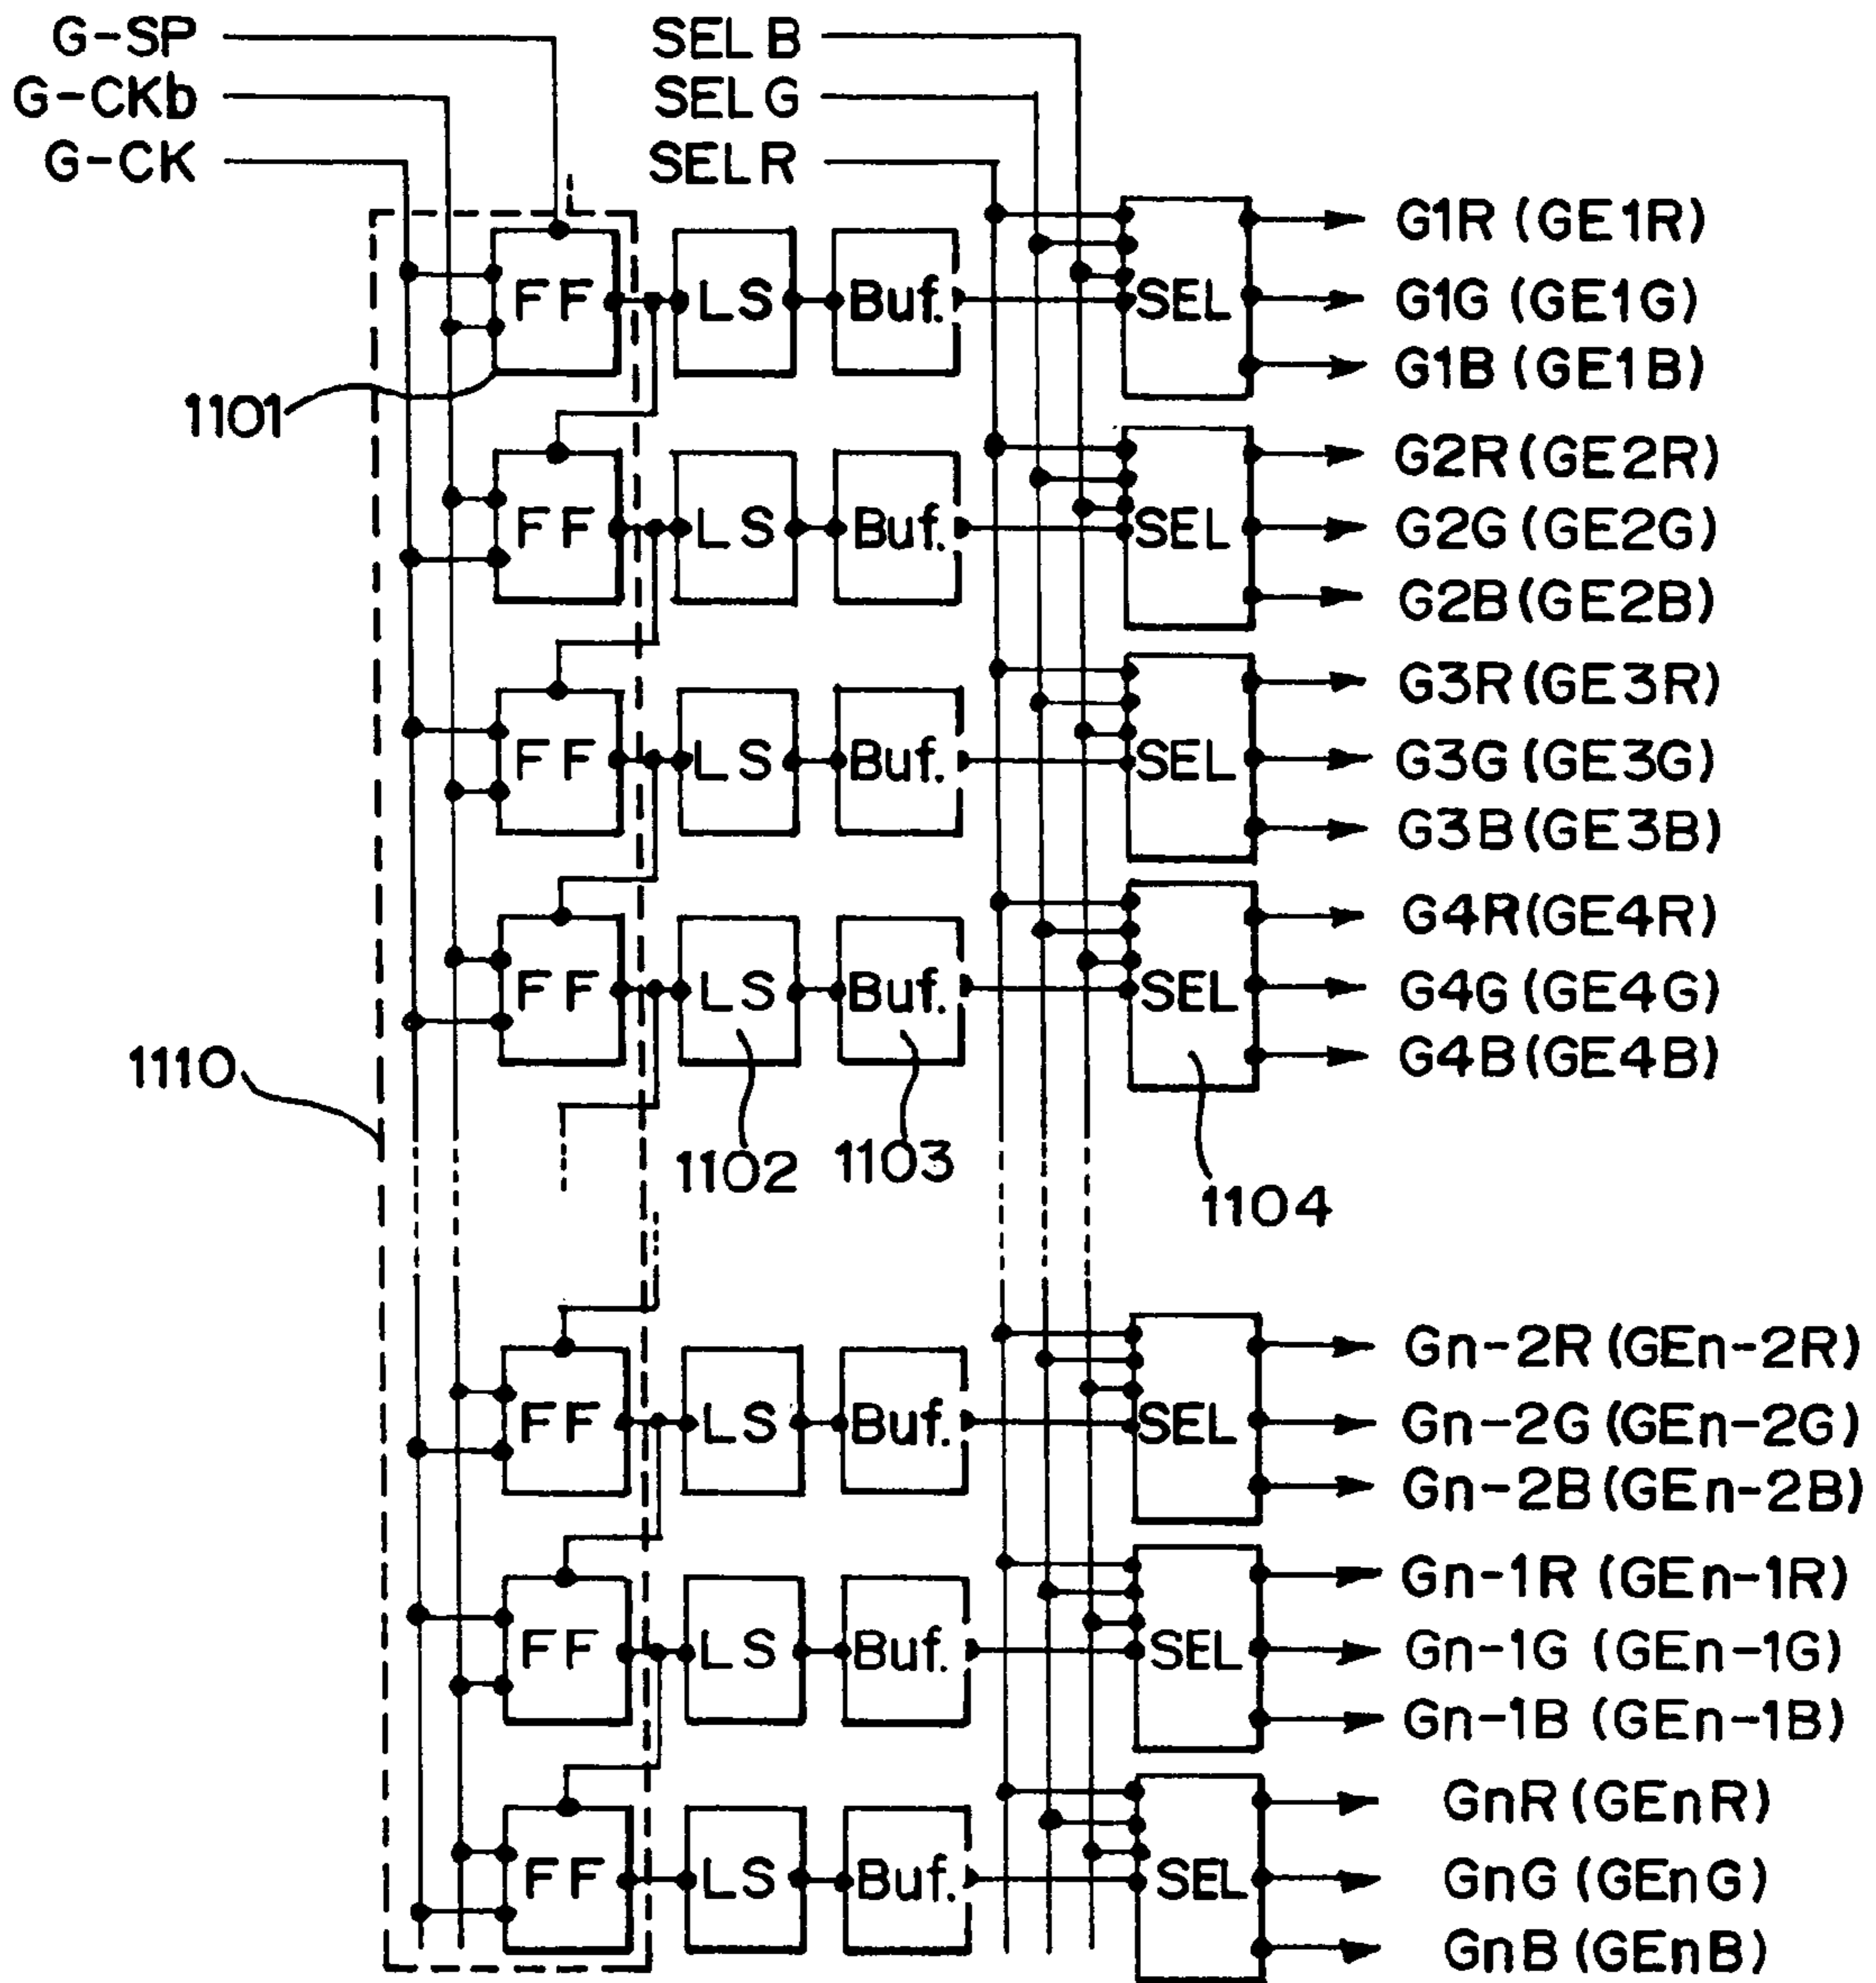 G-SP
G-CKb
G-CK
SEL B
SEL G
SEL R
FF LS Buf. SEL
G1R (GE1R)
G1G (GE1G)
G1B (GE1B)
1101
FF LS Buf. SEL
G2R (GE2R)
G2G (GE2G)
G2B (GE2B)
FF LS Buf. SEL
G3R (GE3R)
G3G (GE3G)
G3B (GE3B)
FF LS Buf. SEL
G4R (GE4R)
G4G (GE4G)
G4B (GE4B)
1110
1102
1103
1104
FF LS Buf. SEL
Gn-2R (GEn-2R)
Gn-2G (GEn-2G)
Gn-2B (GEn-2B)
FF LS Buf. SEL
Gn-1R (GEn-1R)
Gn-1G (GEn-1G)
Gn-1B (GEn-1B)
FF LS Buf. SEL
GnR (GEnR)
GnG (GEnG)
GnB (GEnB)